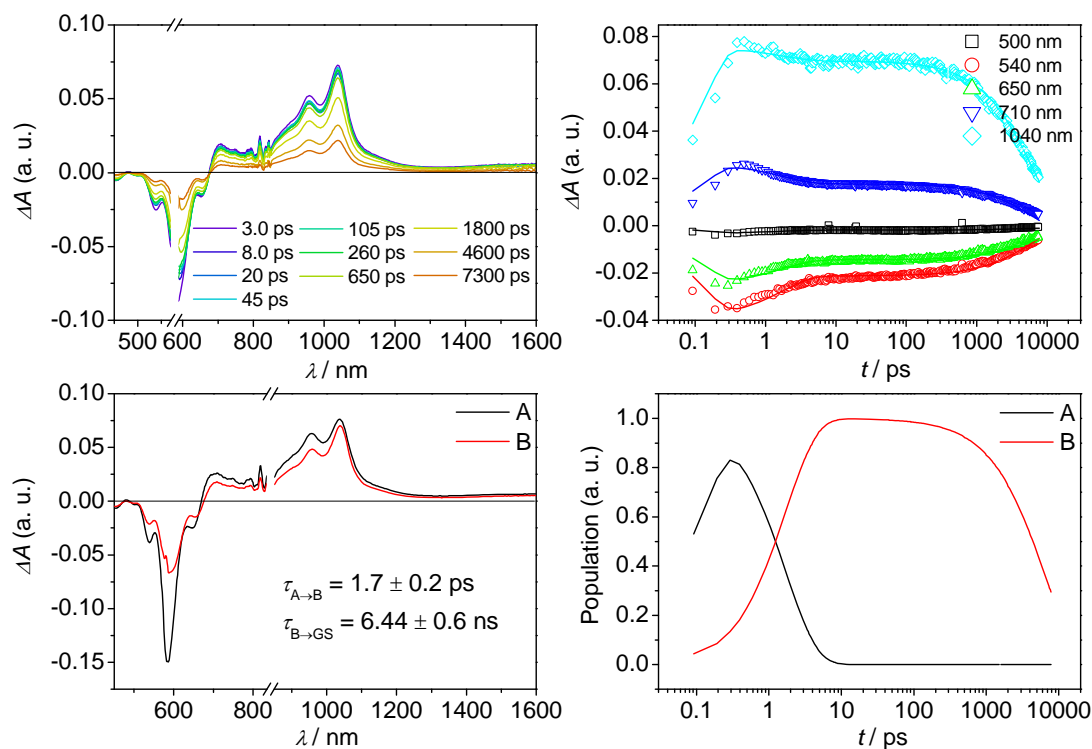 0.10
0.05
0.00
-0.05
-0.10
ΔA (a. u.)
3.0 ps
8.0 ps
20 ps
45 ps
105 ps
260 ps
650 ps
1800 ps
4600 ps
7300 ps
500 600 800 1000 1200 1400 1600
λ / nm
0.08
0.06
0.04
0.02
0.00
-0.02
-0.04
ΔA (a. u.)
500 nm
540 nm
650 nm
710 nm
1040 nm
0.1 1 10 100 1000 10000
t / ps
0.10
0.05
0.00
-0.05
-0.10
-0.15
ΔA (a. u.)
A
B
τA→B = 1.7 ± 0.2 ps
τB→GS = 6.44 ± 0.6 ns
600 800 1000 1200 1400 1600
λ / nm
1.0
0.8
0.6
0.4
0.2
0.0
Population (a. u.)
A
B
0.1 1 10 100 1000 10000
t / ps